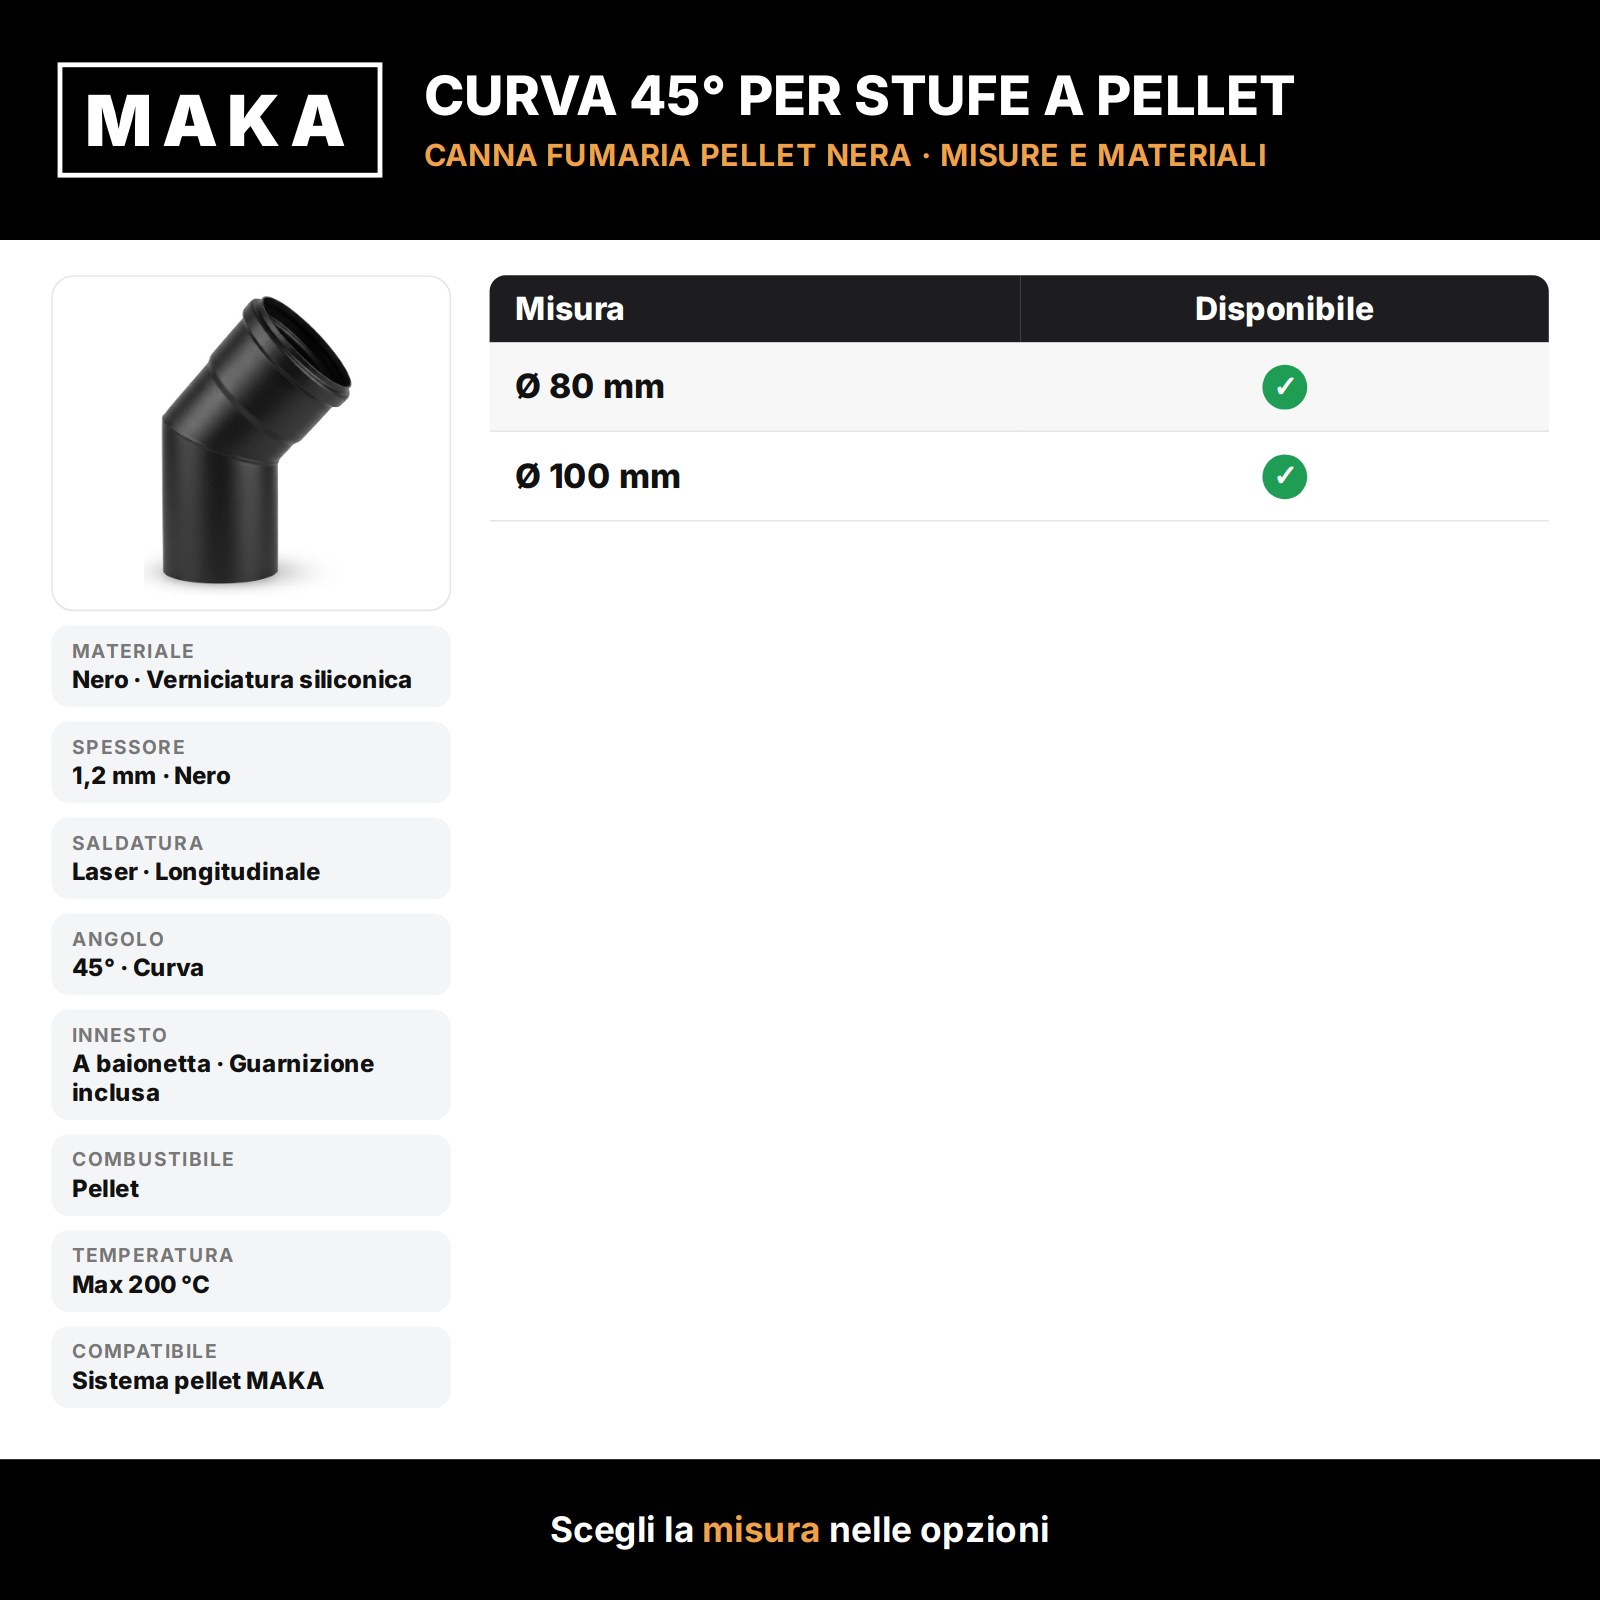 MAKA
CURVA 45° PER STUFE A PELLET
CANNA FUMARIA PELLET NERA · MISURE E MATERIALI
Misura Disponibile
Ø 80 mm ✓
Ø 100 mm ✓
MATERIALE
Nero · Verniciatura siliconica
SPESSORE
1,2 mm · Nero
SALDATURA
Laser · Longitudinale
ANGOLO
45° · Curva
INNESTO
A baionetta · Guarnizione
inclusa
COMBUSTIBILE
Pellet
TEMPERATURA
Max 200 °C
COMPATIBILE
Sistema pellet MAKA
Scegli la misura nelle opzioni